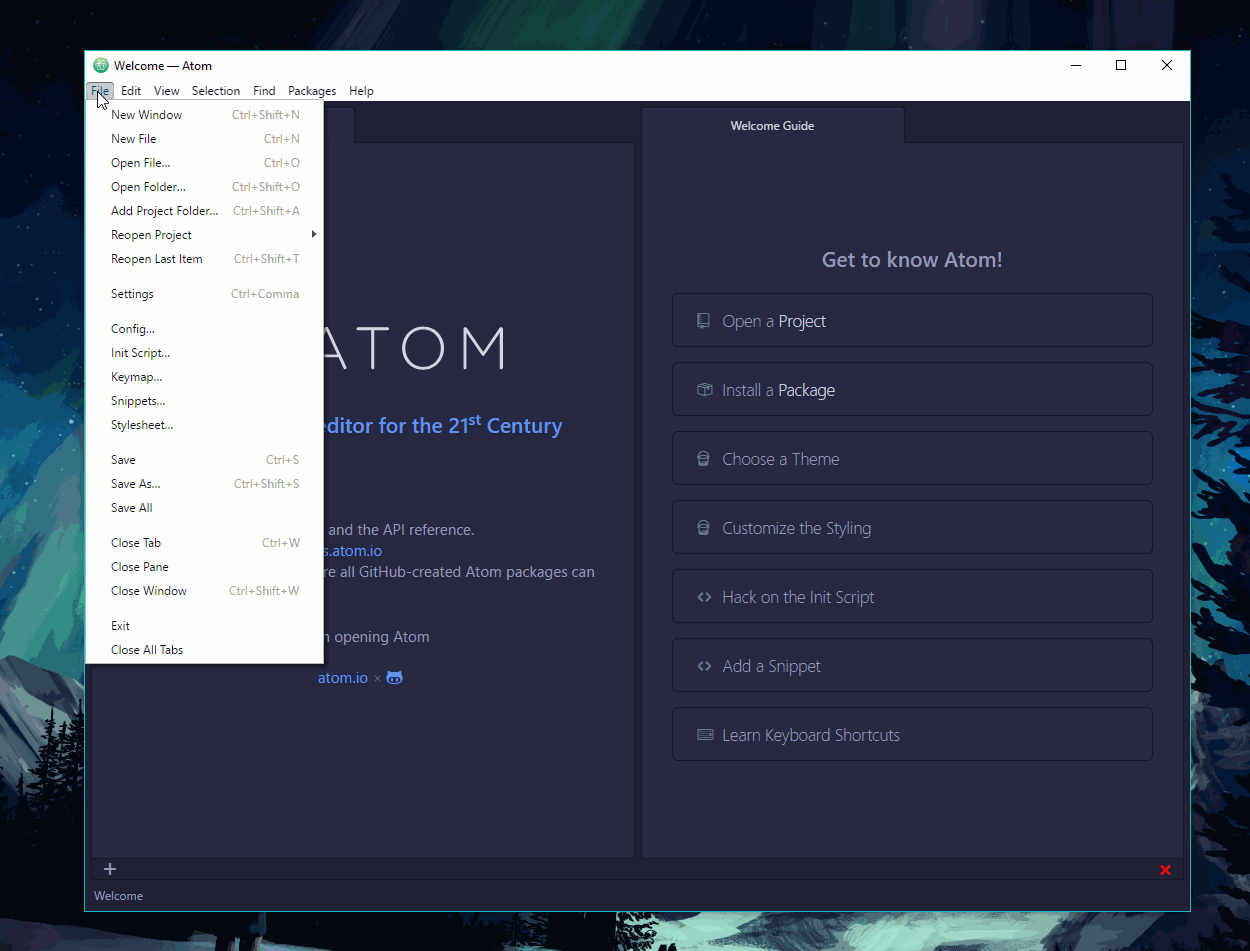 Welcome — Atom
File Edit View Selection Find Packages Help
New Window Ctrl+Shift+N
New File Ctrl+N
Open File... Ctrl+O
Open Folder... Ctrl+Shift+O
Add Project Folder... Ctrl+Shift+A
Reopen Project
Reopen Last Item Ctrl+Shift+T
Settings Ctrl+Comma
Config...
Init Script...
Keymap...
Snippets...
Stylesheet...
Save Ctrl+S
Save As... Ctrl+Shift+S
Save All
Close Tab Ctrl+W
Close Pane
Close Window Ctrl+Shift+W
Exit
Close All Tabs
ATOM
editor for the 21st Century
and the API reference.
s.atom.io
re all GitHub-created Atom packages can
n opening Atom
atom.io ×
Welcome Guide
Get to know Atom!
Open a Project
Install a Package
Choose a Theme
Customize the Styling
Hack on the Init Script
Add a Snippet
Learn Keyboard Shortcuts
Welcome